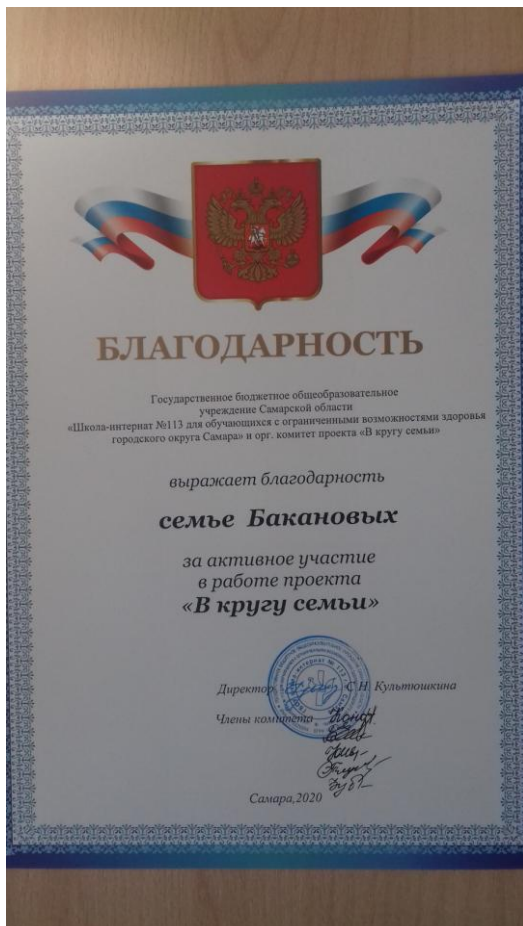 БЛАГОДАРНОСТЬ
Государственное бюджетное общеобразовательное
учреждение Самарской области
«Школа-интернат №113 для обучающихся с ограниченными возможностями здоровья
городского округа Самара» и орг. комитет проекта «В кругу семьи»
выражает благодарность
семье Бакановых
за активное участие
в работе проекта
«В кругу семьи»
Директор С.Н. Культюшкина
Члены комитета
Самара,2020